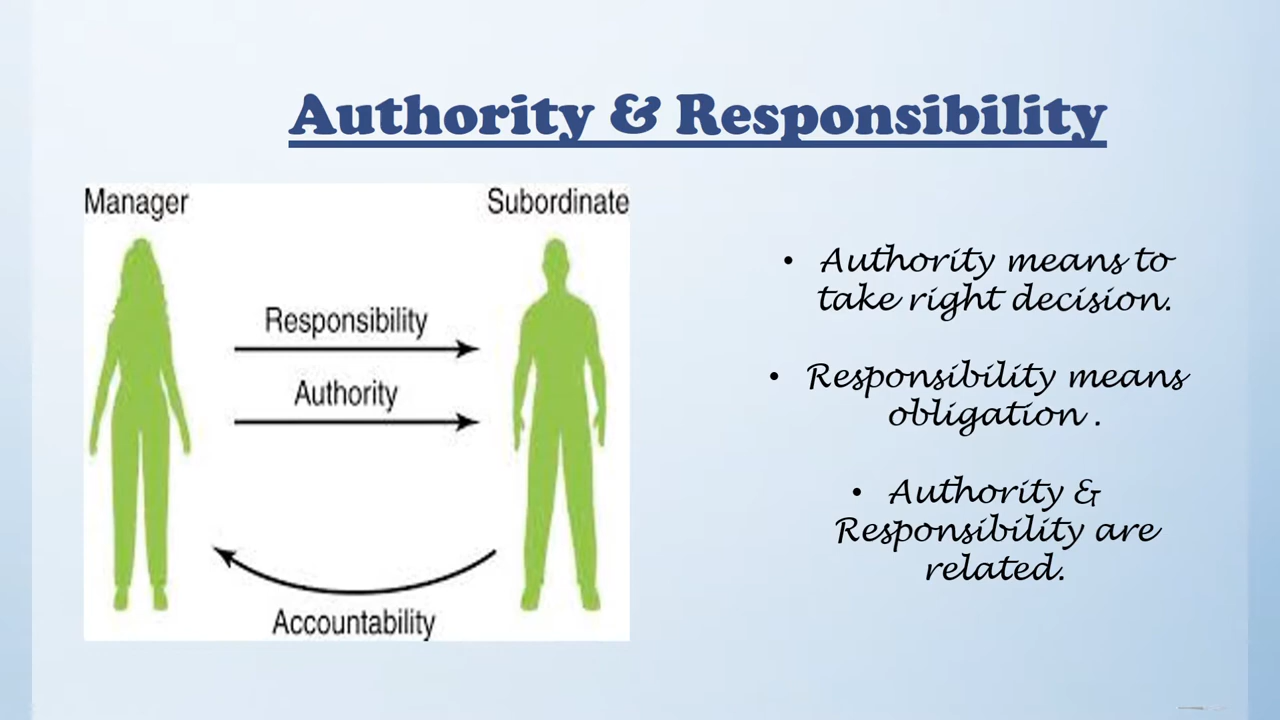 Authority & Responsibility
Manager
Subordinate
Responsibility
Authority
Accountability
• Authority means to
take right decision.
• Responsibility means
obligation .
• Authority &
Responsibility are
related.